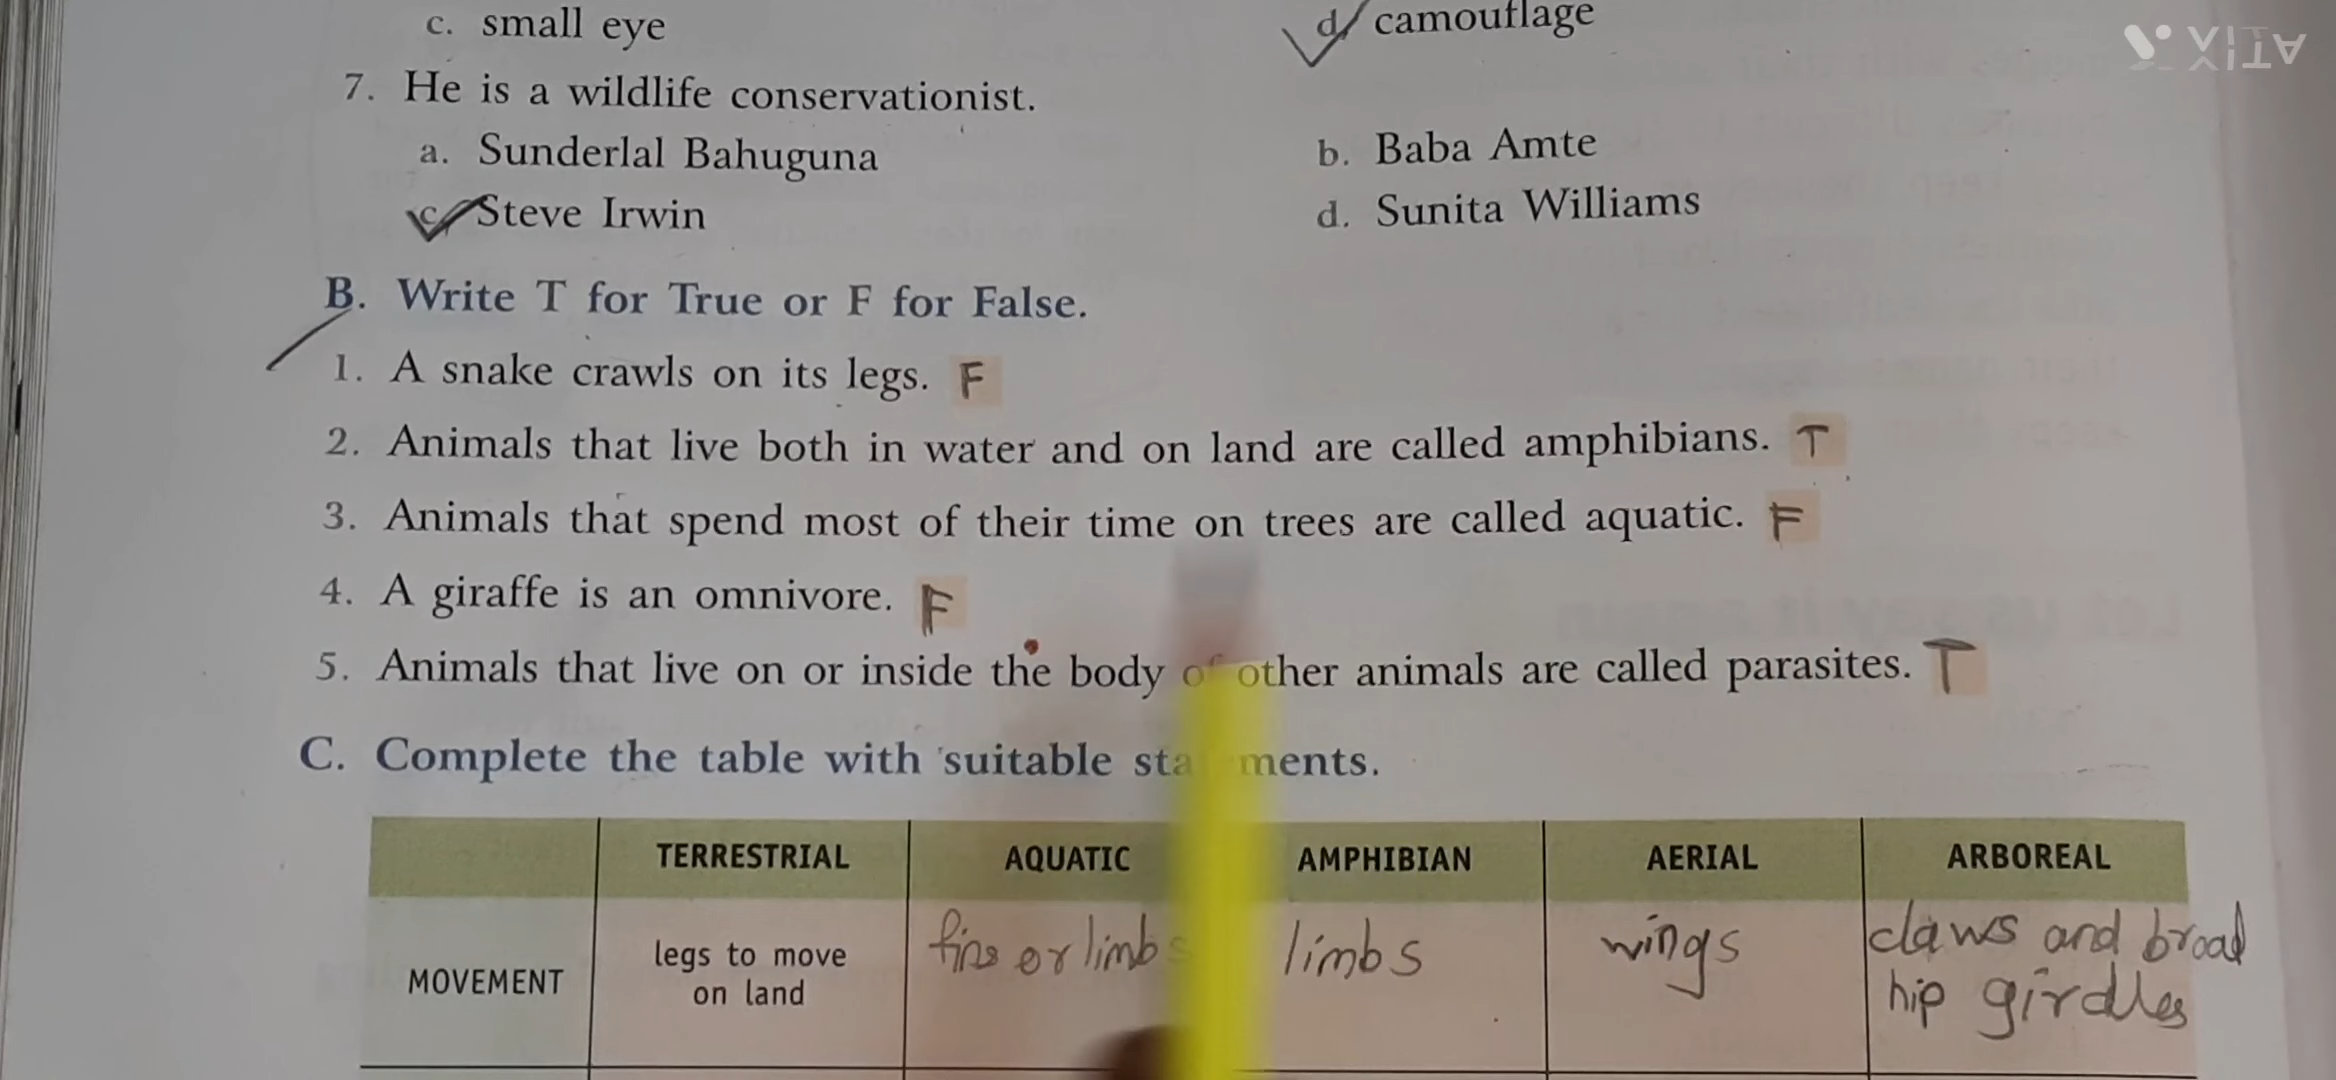 c. small eye
d. camouflage
7. He is a wildlife conservationist.
a. Sunderlal Bahuguna
b. Baba Amte
c. Steve Irwin
d. Sunita Williams
B. Write T for True or F for False.
1. A snake crawls on its legs. F
2. Animals that live both in water and on land are called amphibians. T
3. Animals that spend most of their time on trees are called aquatic. F
4. A giraffe is an omnivore. F
5. Animals that live on or inside the body of other animals are called parasites. T
C. Complete the table with suitable
TERRESTRIAL AQUATIC AMPHIBIAN AERIAL ARBOREAL
MOVEMENT
legs to move
on land
fins or limbs
limbs
wings
claws and broad
hip girdles